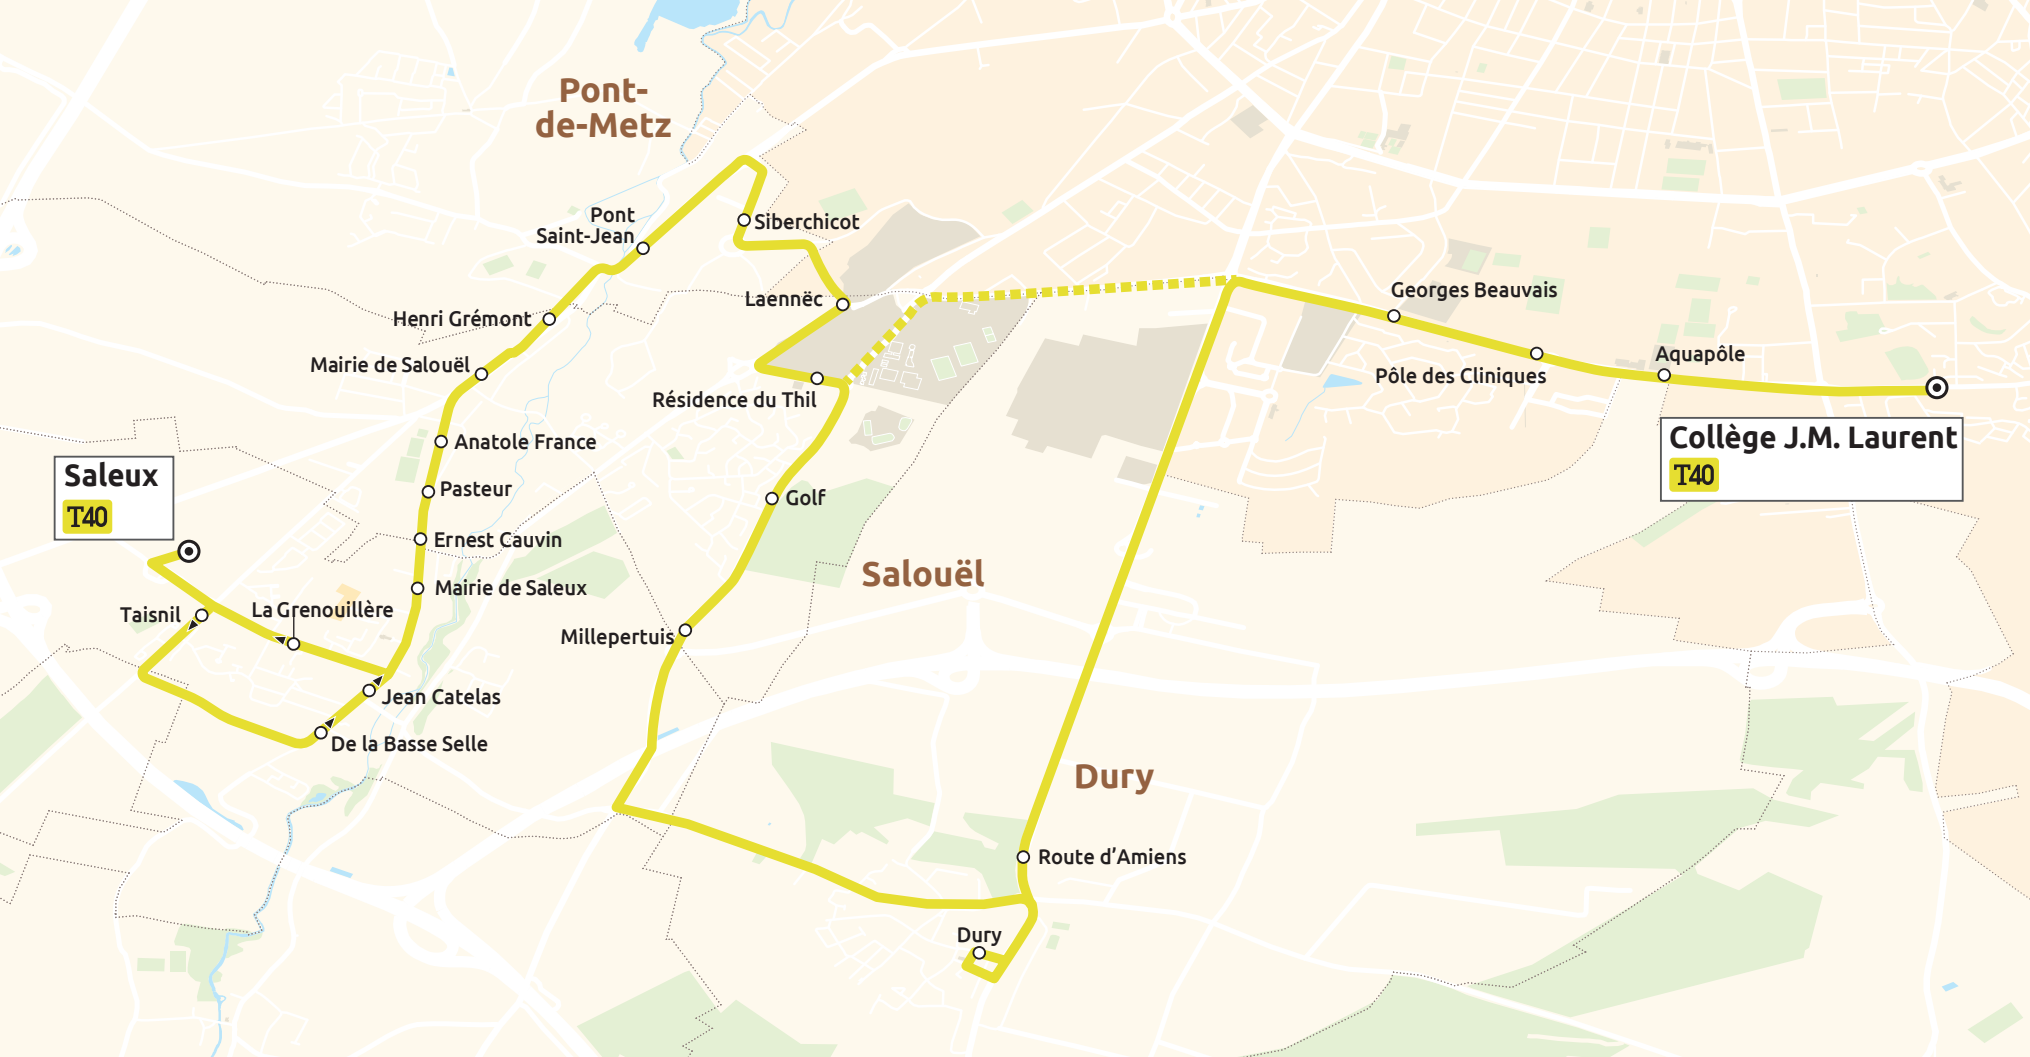 Pont-
de-Metz
Pont
Saint-Jean
Siberchicot
Laennëc
Henri Grémont
Georges Beauvais
Mairie de Salouël
Résidence du Thil
Pôle des Cliniques
Aquapôle
Anatole France
Collège J.M. Laurent
T40
Saleux
T40
Pasteur
Golf
Ernest Cauvin
Salouël
Mairie de Saleux
Taisnil
La Grenouillère
Millepertuis
Jean Catelas
De la Basse Selle
Dury
Route d’Amiens
Dury